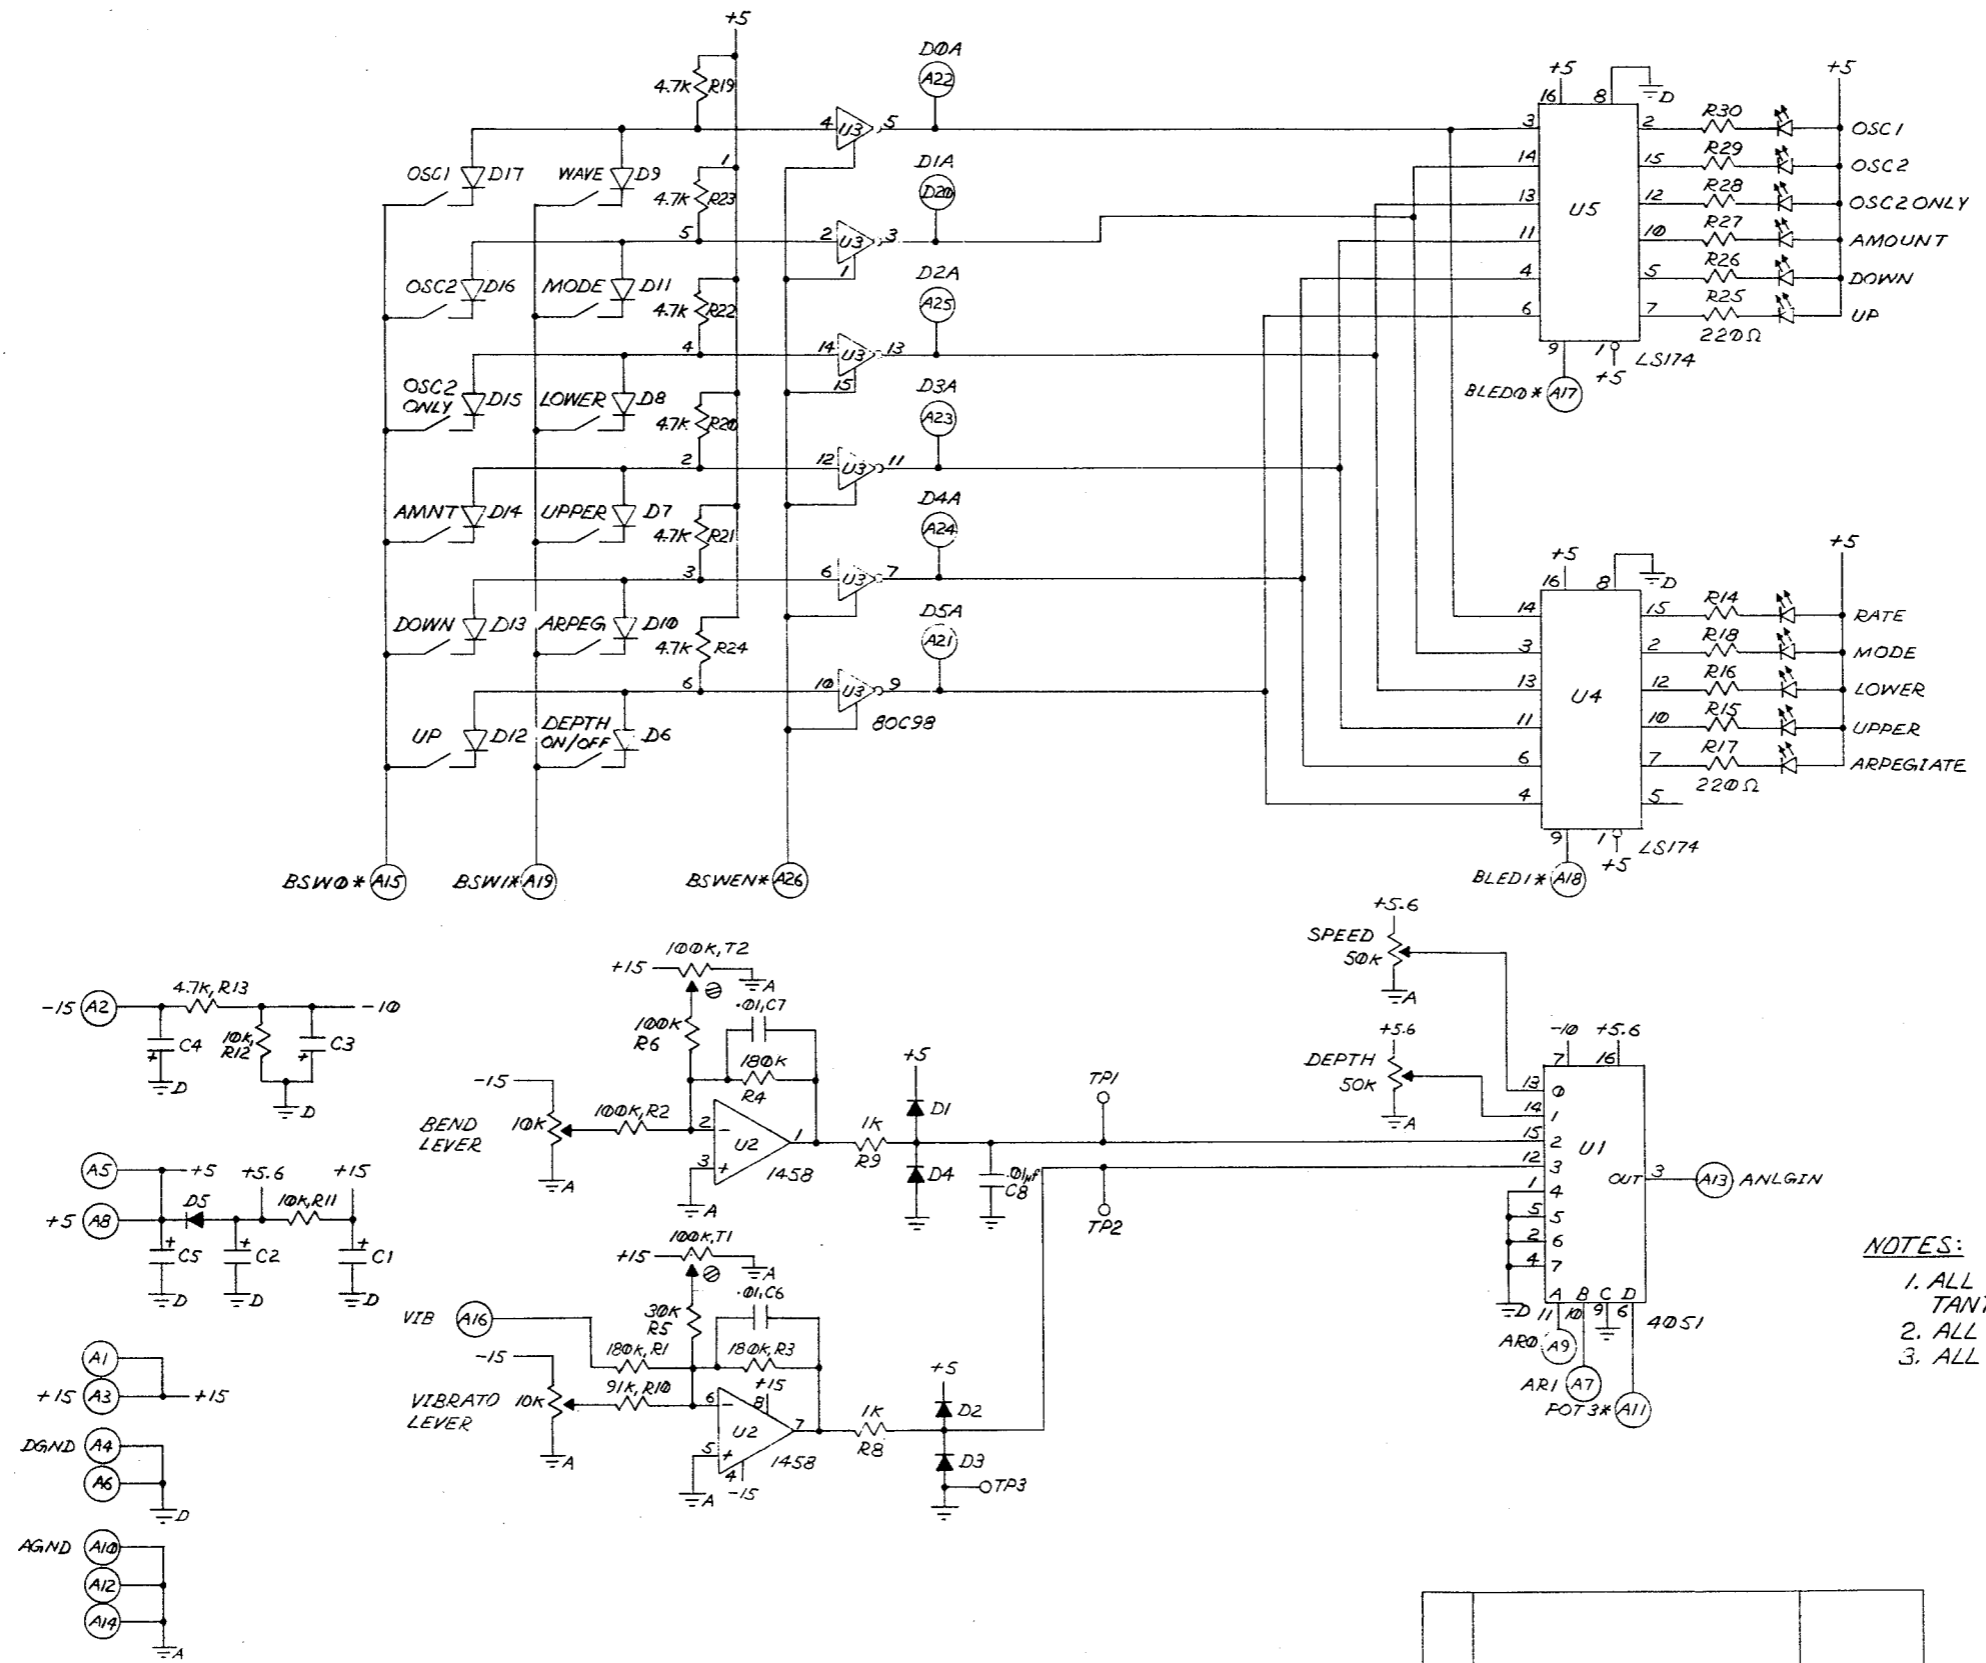 +5
4.7K R19
D0A
A22
4 U3 5
OSC1 D17
WAVE D9
1
4.7K R23
D1A
D20
5
2 U3 3
1
OSC2 D16
MODE D11
4.7K R22
D2A
A25
4
14 U3 13
15
OSC2 ONLY D15
LOWER D8
4.7K R20
D3A
A23
2
12 U3 11
AMNT D14
UPPER D7
4.7K R21
D4A
A24
3
6 U3 7
DOWN D13
ARPEG D10
4.7K R24
D5A
A21
6
10 U3 9
80C98
UP D12
DEPTH
ON/OFF D6
BSW0* A15
BSW1* A19
BSWEN* A26
+5
16 8 D
+5
3 2 R30 OSC1
14 15 R29 OSC2
13 12 R28 OSC2 ONLY
U5
11 10 R27 AMOUNT
4 5 R26 DOWN
6 7 R25 UP
220Ω
9 1 LS174
+5
BLED0* A17
+5
16 8 D
+5
14 15 R14 RATE
3 2 R18 MODE
13 12 R16 LOWER
U4
11 10 R15 UPPER
6 7 R17 ARPEGIATE
220Ω
4 5
9 1 LS174
+5
BLED1* A18
-15 A2
4.7K, R13
-10
C4
10K, R12
C3
D
D
A5 +5
+5.6
+15
+5 A8
D5
10K, R11
+ C5
+ C2
+ C1
D D D
A1
+15 A3 +15
DGND A4
A6
D
AGND A10
A12
A14
A
100K, T2
+15
A
.01, C7
100K
R6
180K
R4
-15
BEND
LEVER
10K
100K, R2
A
2 -
3 +
U2
1
1458
A
1K
R9
+5
D1
D4
.01µf
C8
TP1
TP2
100K, T1
+15
A
.01, C6
30K
R5
VIB A16
180K, R1
180K, R3
-15
VIBRATO
LEVER
10K
91K, R10
A
+15
8
6 -
5 +
U2
7
4
-15
1458
A
1K
R8
+5
D2
D3
TP3
+5.6
SPEED
50K
A
+5.6
DEPTH
50K
A
-10 +5.6
7 16
13 0
14 1
15 2
U1
12 3
OUT 3 A13 ANLGIN
1 4
5 5
2 6
4 7
D
A B C D
11 10 9 6
4051
AR0 A9
AR1 A7
POT3* A11
NOTES:
1. ALL
2. ALL
3. ALL